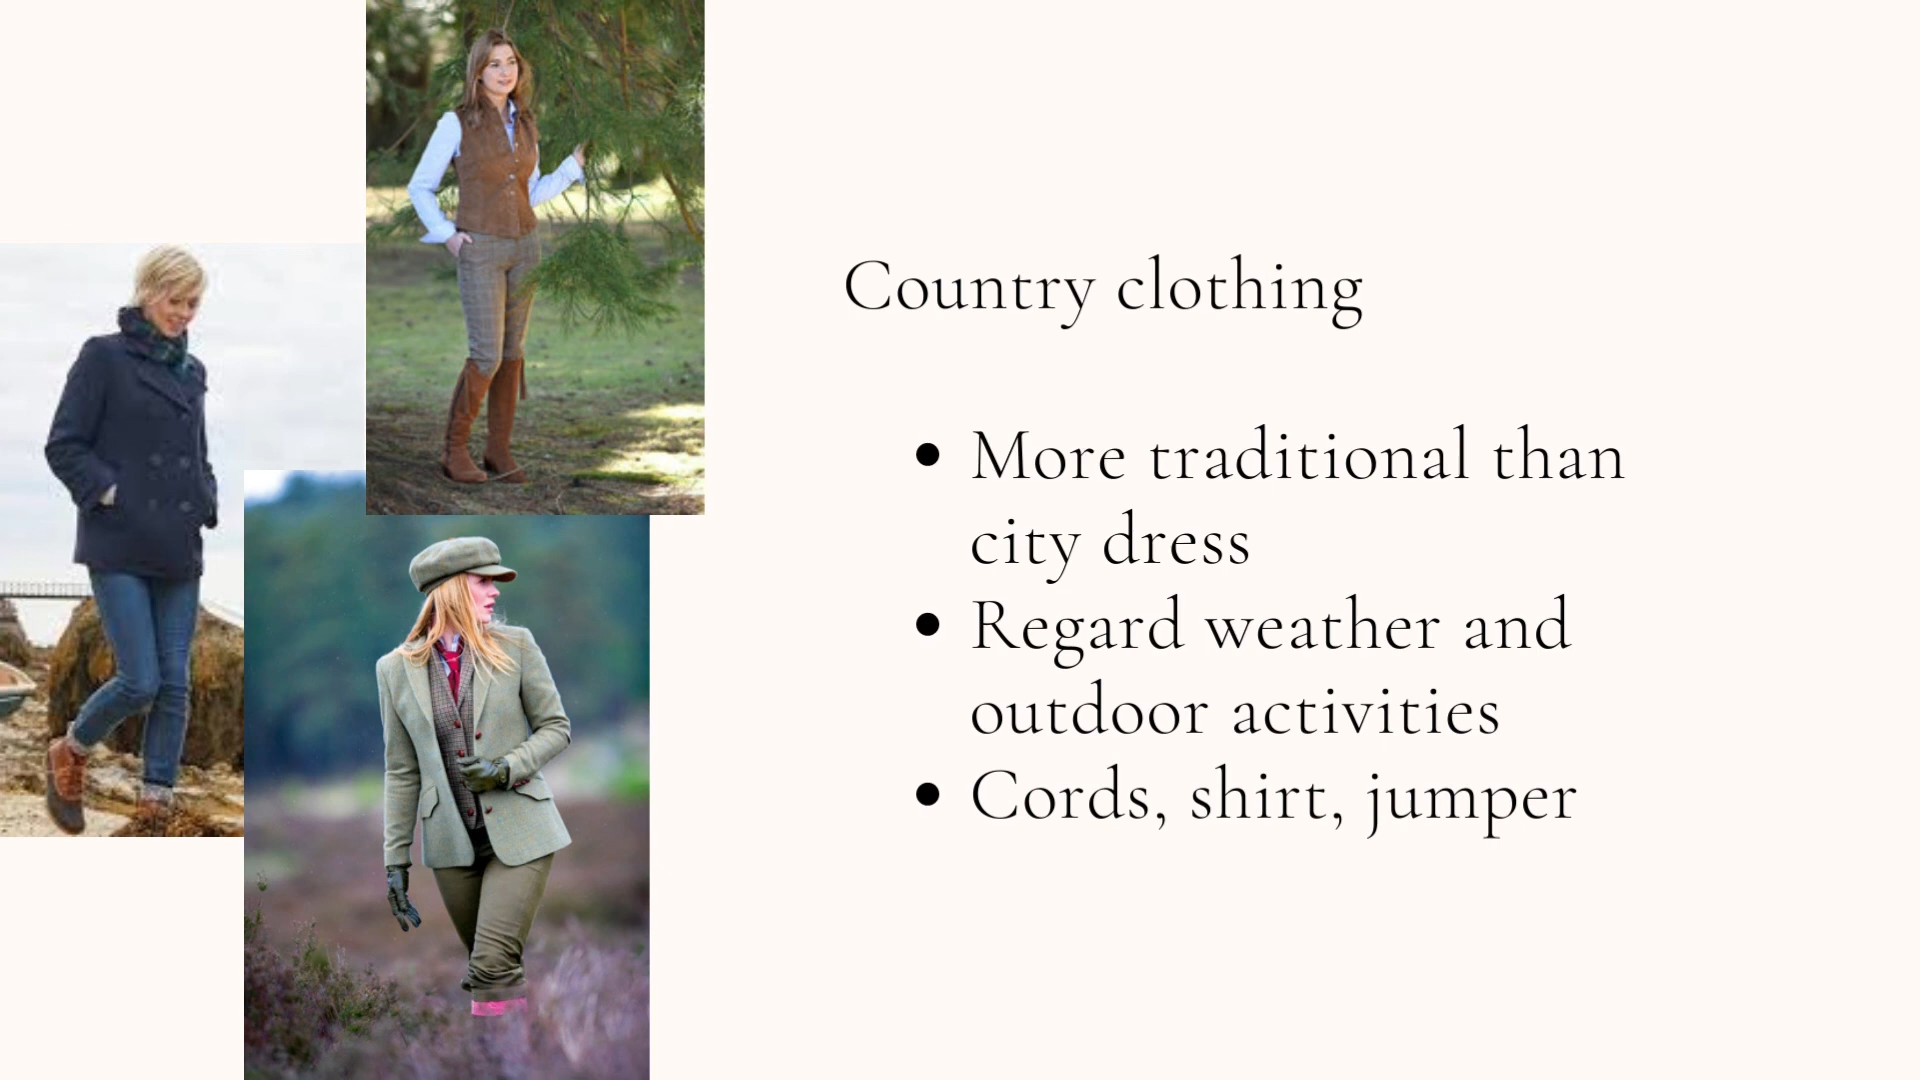 Country clothing
• More traditional than
city dress
• Regard weather and
outdoor activities
• Cords, shirt, jumper